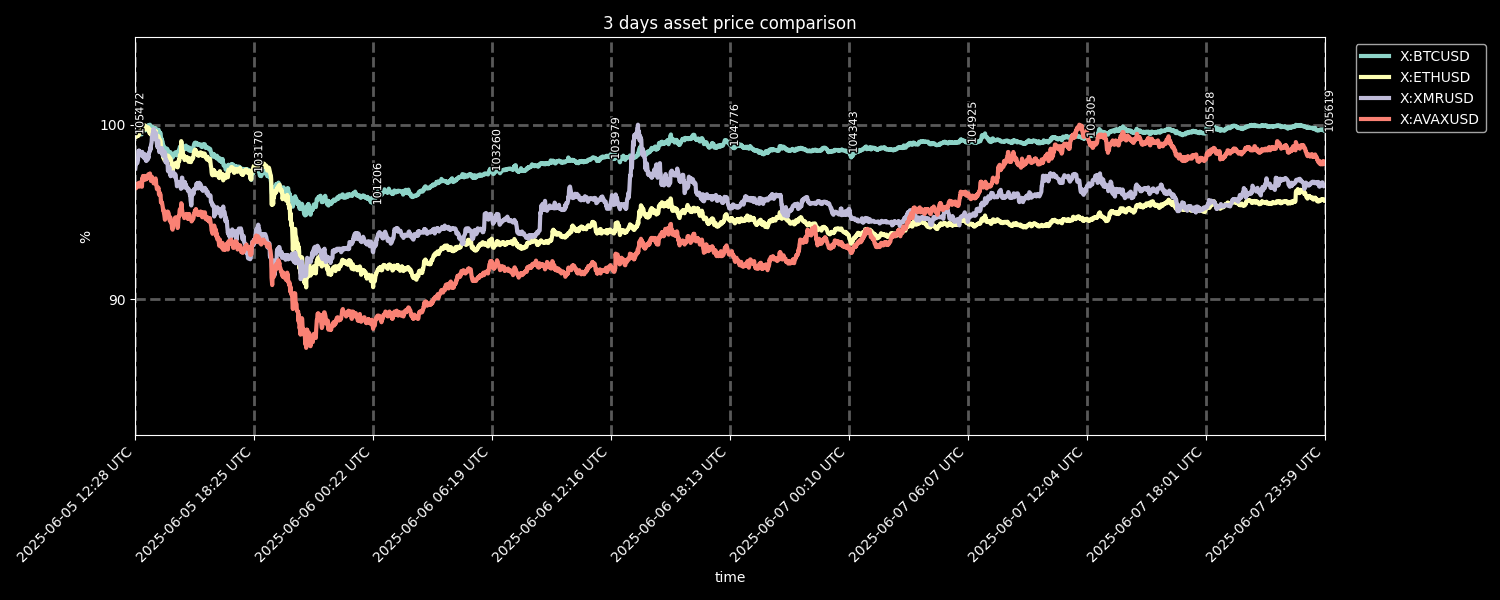 3 days asset price comparison
X:BTCUSD
X:ETHUSD
X:XMRUSD
X:AVAXUSD
105472
103170
101206
103260
103979
104776
104343
104925
105305
105528
105619
100
90
%
2025-06-05 12:28 UTC
2025-06-05 18:25 UTC
2025-06-06 00:22 UTC
2025-06-06 06:19 UTC
2025-06-06 12:16 UTC
2025-06-06 18:13 UTC
2025-06-07 00:10 UTC
2025-06-07 06:07 UTC
2025-06-07 12:04 UTC
2025-06-07 18:01 UTC
2025-06-07 23:59 UTC
time